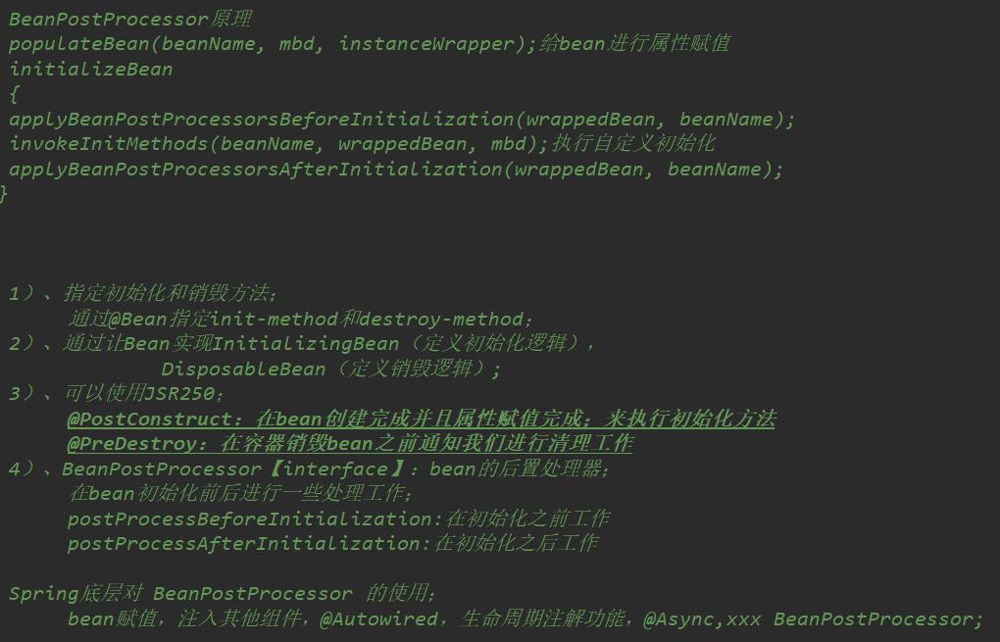 BeanPostProcessor原理
populateBean(beanName, mbd, instanceWrapper);给bean进行属性赋值
initializeBean
{
applyBeanPostProcessorsBeforeInitialization(wrappedBean, beanName);
invokeInitMethods(beanName, wrappedBean, mbd);执行自定义初始化
applyBeanPostProcessorsAfterInitialization(wrappedBean, beanName);
}
1）、指定初始化和销毁方法；
通过@Bean指定init-method和destroy-method；
2）、通过让Bean实现InitializingBean（定义初始化逻辑），
DisposableBean（定义销毁逻辑）;
3）、可以使用JSR250；
@PostConstruct：在bean创建完成并且属性赋值完成；来执行初始化方法
@PreDestroy：在容器销毁bean之前通知我们进行清理工作
4）、BeanPostProcessor【interface】：bean的后置处理器；
在bean初始化前后进行一些处理工作；
postProcessBeforeInitialization:在初始化之前工作
postProcessAfterInitialization:在初始化之后工作
Spring底层对 BeanPostProcessor 的使用；
bean赋值，注入其他组件，@Autowired，生命周期注解功能，@Async,xxx BeanPostProcessor;